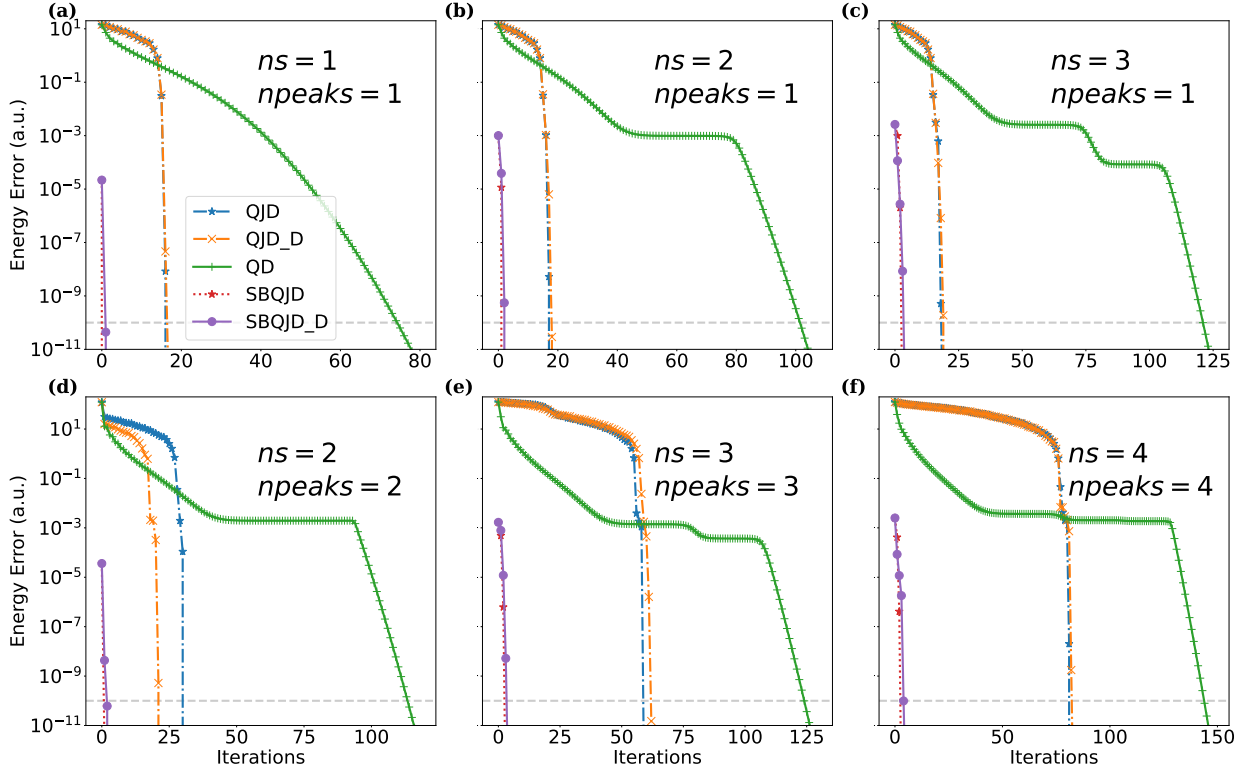 (a)
Energy Error (a.u.)
10^1
10^−1
10^−3
10^−5
10^−7
10^−9
10^−11
ns = 1
npeaks = 1
QJD
QJD_D
QD
SBQJD
SBQJD_D
0 20 40 60 80
(b)
ns = 2
npeaks = 1
0 20 40 60 80 100
(c)
ns = 3
npeaks = 1
0 25 50 75 100 125
(d)
Energy Error (a.u.)
10^1
10^−1
10^−3
10^−5
10^−7
10^−9
10^−11
ns = 2
npeaks = 2
0 25 50 75 100
Iterations
(e)
ns = 3
npeaks = 3
0 25 50 75 100 125
Iterations
(f)
ns = 4
npeaks = 4
0 50 100 150
Iterations